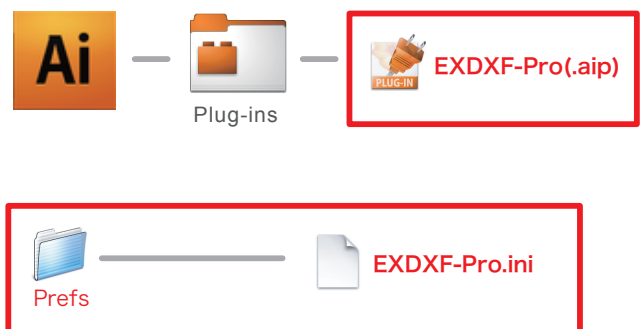 Ai
PLUG-IN
EXDXF-Pro(.aip)
Plug-ins
EXDXF-Pro.ini
Prefs